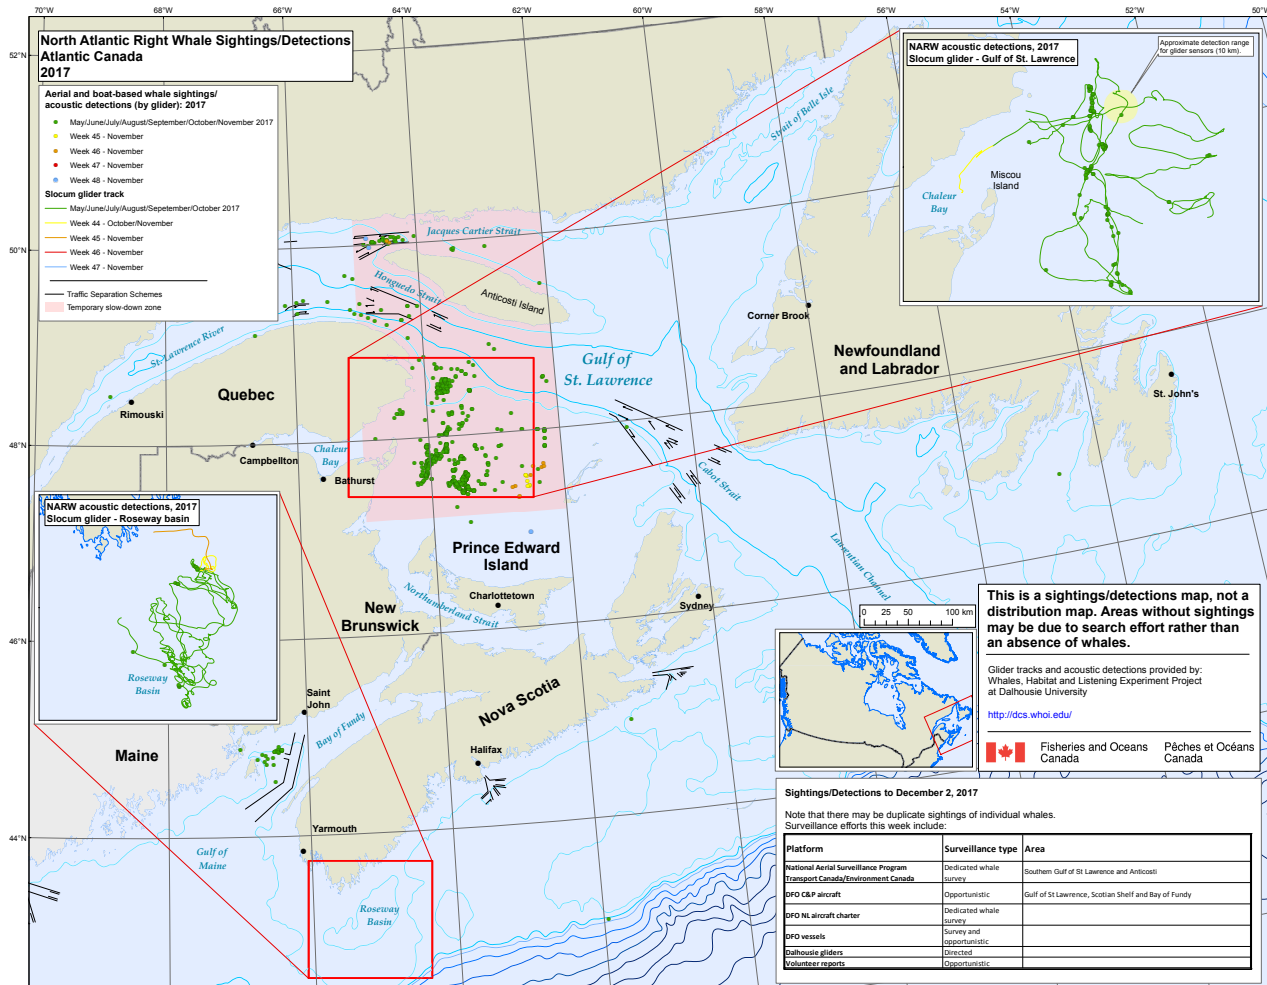 70°W
68°W
66°W
64°W
62°W
60°W
58°W
56°W
54°W
52°W
50°W
52°N
50°N
48°N
46°N
44°N
North Atlantic Right Whale Sightings/Detections
Atlantic Canada
2017
Aerial and boat-based whale sightings/
acoustic detections (by glider): 2017
May/June/July/August/September/October/November 2017
Week 45 - November
Week 46 - November
Week 47 - November
Week 48 - November
Slocum glider track
May/June/July/August/Sepetember/October 2017
Week 44 - October/November
Week 45 - November
Week 46 - November
Week 47 - November
Traffic Separation Schemes
Temporary slow-down zone
NARW acoustic detections, 2017
Slocum glider - Gulf of St. Lawrence
Approximate detection range
for glider sensors (10 km).
Miscou
Island
Chaleur
Bay
Strait of Belle Isle
Jacques Cartier Strait
Honguedo Strait
Anticosti Island
St. Lawrence River
Gulf of
St. Lawrence
Corner Brook
Newfoundland
and Labrador
St. John's
Quebec
Rimouski
Campbellton
Chaleur
Bay
Bathurst
Cabot Strait
Laurentian Channel
NARW acoustic detections, 2017
Slocum glider - Roseway basin
Roseway
Basin
Prince Edward
Island
Charlottetown
Northumberland Strait
New
Brunswick
Sydney
Nova Scotia
Saint
John
Bay of Fundy
Maine
Halifax
Yarmouth
Gulf of
Maine
Roseway
Basin
0 25 50 100 km
This is a sightings/detections map, not a
distribution map. Areas without sightings
may be due to search effort rather than
an absence of whales.
Glider tracks and acoustic detections provided by:
Whales, Habitat and Listening Experiment Project
at Dalhousie University
http://dcs.whoi.edu/
Fisheries and Oceans
Canada
Pêches et Océans
Canada
Sightings/Detections to December 2, 2017
Note that there may be duplicate sightings of individual whales.
Surveillance efforts this week include:
Platform Surveillance type Area
National Aerial Surveillance Program
Transport Canada/Environment Canada
Dedicated whale
survey
Southern Gulf of St Lawrence and Anticosti
DFO C&P aircraft Opportunistic Gulf of St Lawrence, Scotian Shelf and Bay of Fundy
DFO NL aircraft charter
Dedicated whale
survey
DFO vessels
Survey and
opportunistic
Dalhousie gliders Directed
Volunteer reports Opportunistic